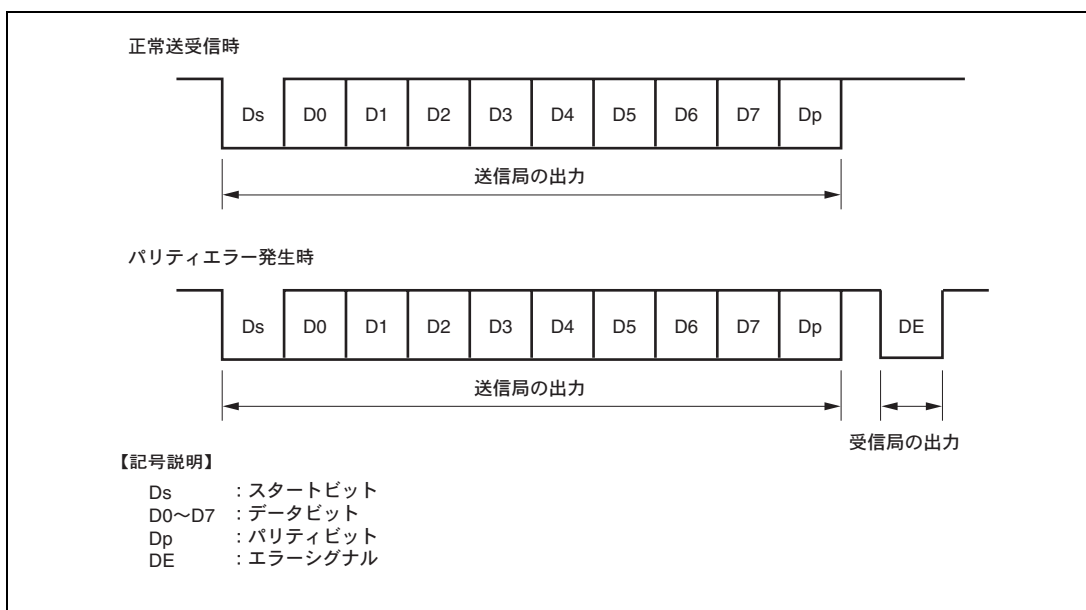 正常送受信時
Ds D0 D1 D2 D3 D4 D5 D6 D7 Dp
送信局の出力
パリティエラー発生時
Ds D0 D1 D2 D3 D4 D5 D6 D7 Dp DE
送信局の出力
受信局の出力
【記号説明】
Ds :スタートビット
D0~D7 :データビット
Dp :パリティビット
DE :エラーシグナル